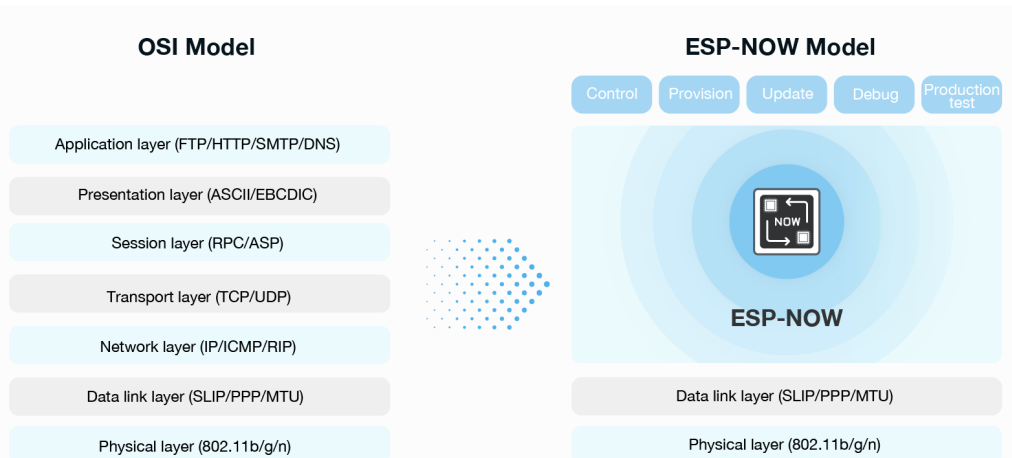 OSI Model
Application layer (FTP/HTTP/SMTP/DNS)
Presentation layer (ASCII/EBCDIC)
Session layer (RPC/ASP)
Transport layer (TCP/UDP)
Network layer (IP/ICMP/RIP)
Data link layer (SLIP/PPP/MTU)
Physical layer (802.11b/g/n)
ESP-NOW Model
Control
Provision
Update
Debug
Production
test
NOW
ESP-NOW
Data link layer (SLIP/PPP/MTU)
Physical layer (802.11b/g/n)